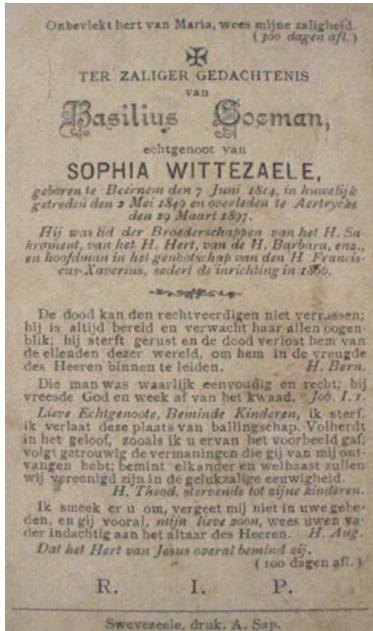 Onbevlekt hert van Maria, wees mijne zaligheid.
(300 dagen afl.)
TER ZALIGER GEDACHTENIS
van
Basilius Cosman,
echtgenoot van
SOPHIA WITTEZAELE,
geboren te Beernem den 7 Juni 1814, in huwelijk
getreden den 2 Mei 1849 en overleden te Aertrycke
den 29 Maart 1897.
Hij was lid der Broederschappen van het H. Sa-
krament, van het H. Hert, van de H. Barbara, enz.,
en hoofdman in het genootschap van den H Francis-
cus-Xaverius, sedert de inrichting in 1866.
De dood kan den rechtveerdigen niet verrassen;
hij is altijd bereid en verwacht haar allen oogen-
blik; hij sterft gerust en de dood verlost hem van
de ellenden dezer wereld, om hem in de vreugde
des Heeren binnen te leiden. H. Bern.
Die man was waarlijk eenvoudig en recht; hij
vreesde God en week af van het kwaad. Job. I. 1.
Lieve Echtgenoote, Beminde Kinderen, ik sterf,
ik verlaat deze plaats van ballingschap. Volherdt
in het geloof, zooals ik u ervan het voorbeeld gaf;
volgt getrouwig de vermaningen die gij van mij ont-
vangen hebt; bemint elkander en welhaast zullen
wij vereenigd zijn in de gelukzalige eeuwigheid.
H. Theod, stervende tot zijne kinderen.
Ik smeek er u om, vergeet mij niet in uwe gebe-
den, en gij vooral, mijn lieve zoon, wees uwen va-
der indachtig aan het altaar des Heeren. H. Aug.
Dat het Hert van Jesus overal bemind zij.
(100 dagen afl.)
R. I. P.
Swevezeele, druk. A. Sap.